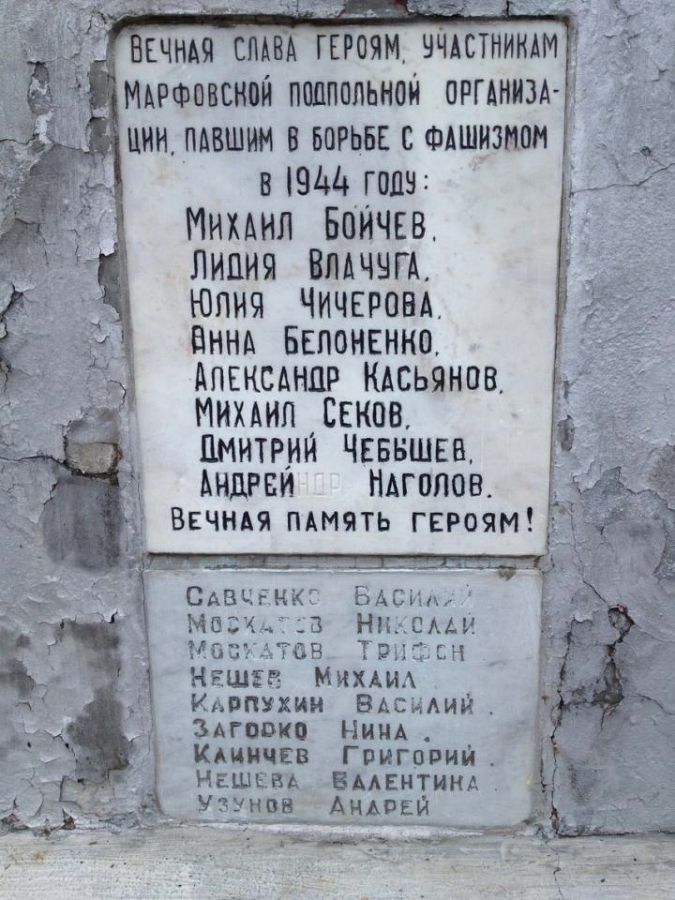 Вечная слава героям, участникам
Марфовской подпольной организа-
ции, павшим в борьбе с фашизмом
в 1944 году:
Михаил Бойчев,
Лидия Влачуга,
Юлия Чичерова,
Анна Белоненко,
Александр Касьянов,
Михаил Секов,
Дмитрий Чебышев,
Андрей Наголов.
Вечная память героям!
Савченко Василий
Москатов Николай
Москатов Трифон
Нешев Михаил
Карпухин Василий.
Нина.
Клинчев Григорий
Нешева Валентина
Узунов Андрей